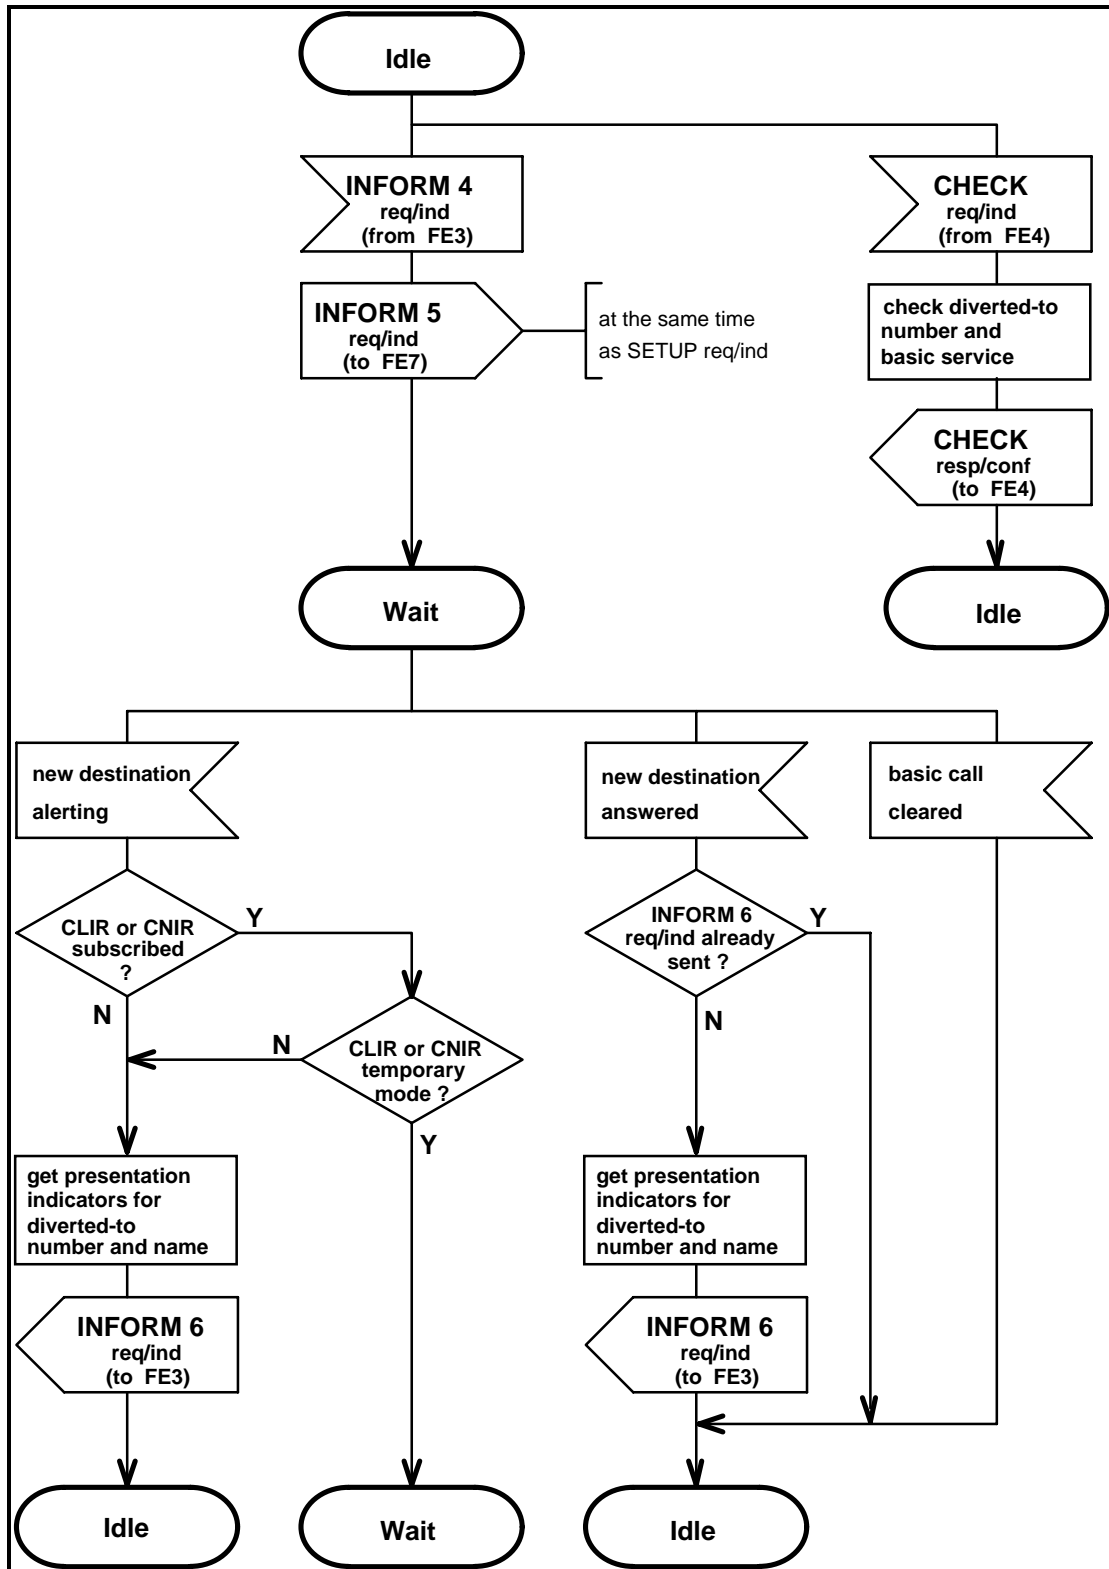 Idle
INFORM 4
req/ind
(from FE3)
CHECK
req/ind
(from FE4)
INFORM 5
req/ind
(to FE7)
at the same time
as SETUP req/ind
check diverted-to
number and
basic service
CHECK
resp/conf
(to FE4)
Wait
Idle
new destination
alerting
new destination
answered
basic call
cleared
CLIR or CNIR
subscribed
?
Y
N
INFORM 6
req/ind already
sent ?
Y
N
CLIR or CNIR
temporary
mode ?
N
Y
get presentation
indicators for
diverted-to
number and name
get presentation
indicators for
diverted-to
number and name
INFORM 6
req/ind
(to FE3)
INFORM 6
req/ind
(to FE3)
Idle
Wait
Idle